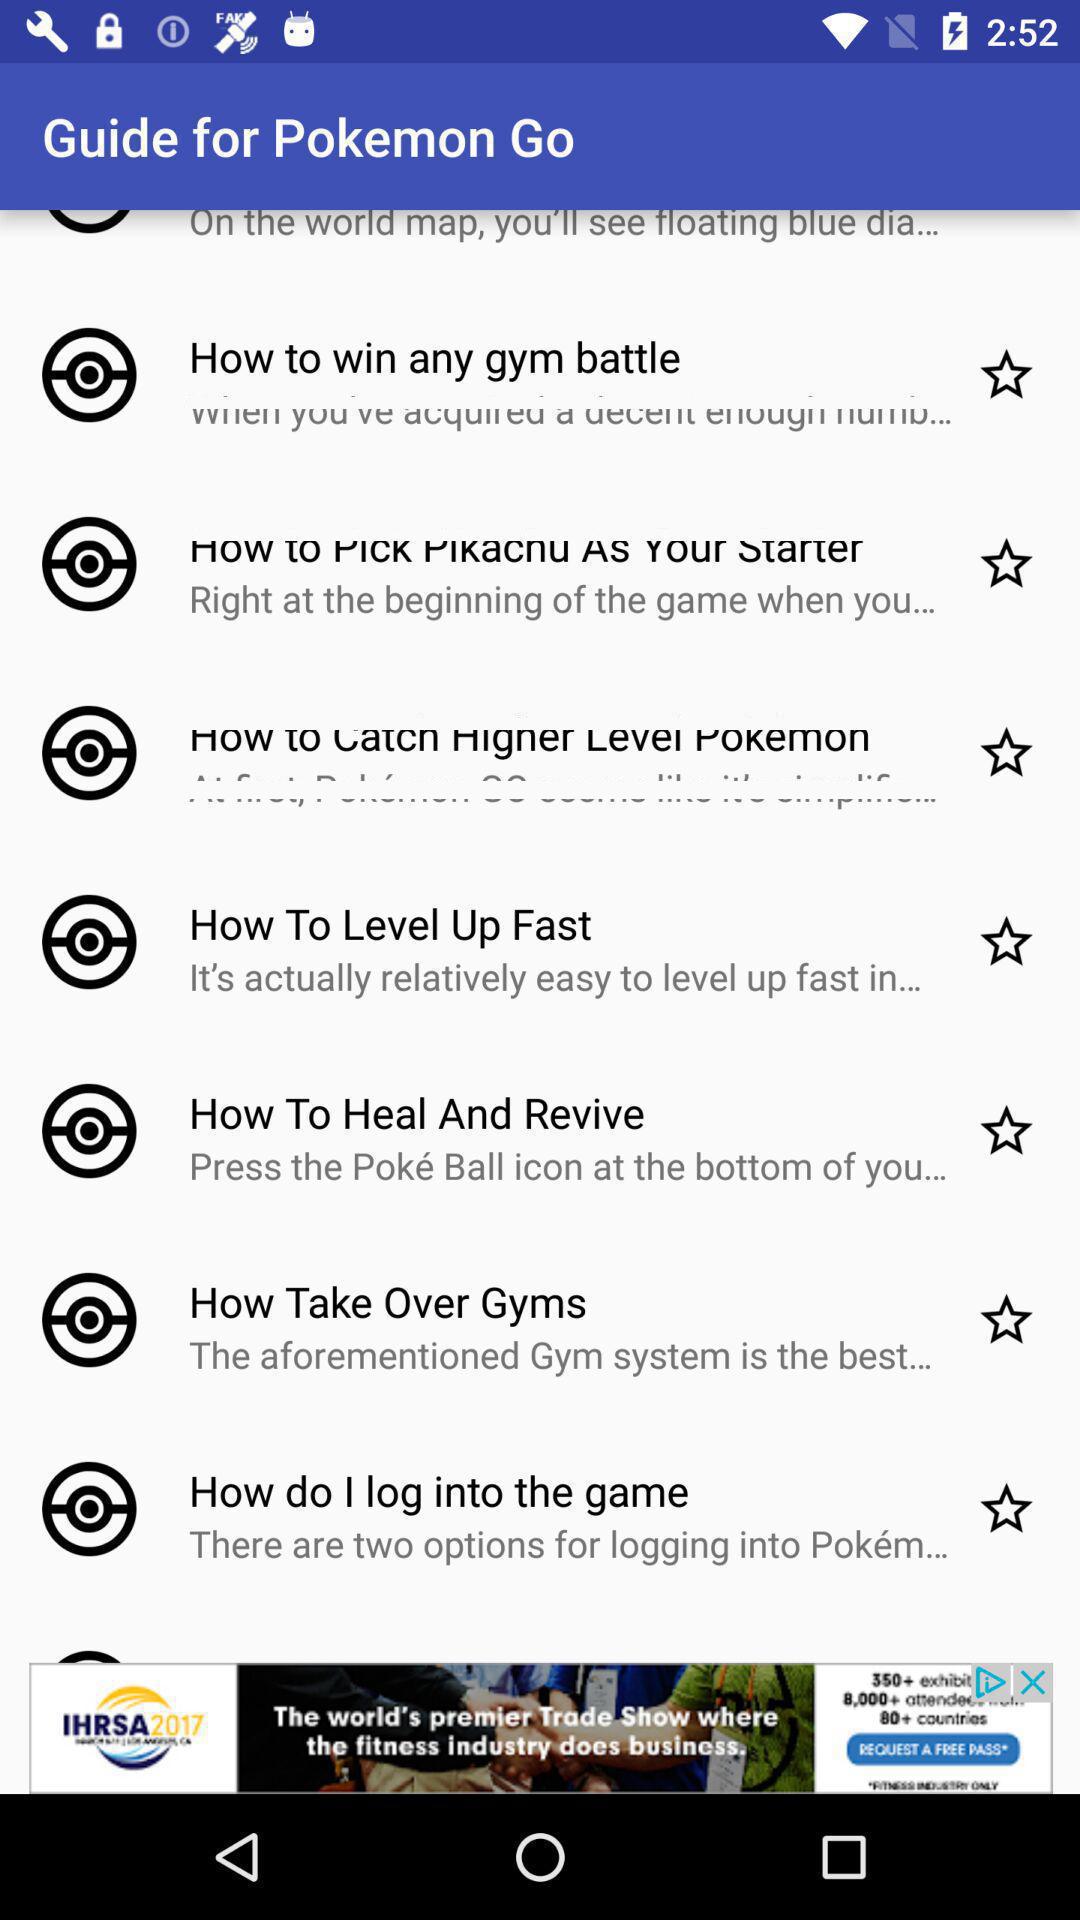 FAK
2:52
Guide for Pokemon Go
On the world map, you'll see floating blue dia...
How to win any gym battle
When you've acquired a decent enough numb...
How to Pick Pikachu As Your Starter
Right at the beginning of the game when you...
How to Catch Higher Level Pokemon
At first, Pokémon GO seems like it's simplifie...
How To Level Up Fast
It's actually relatively easy to level up fast in...
How To Heal And Revive
Press the Poké Ball icon at the bottom of you...
How Take Over Gyms
The aforementioned Gym system is the best...
How do I log into the game
There are two options for logging into Pokém...
IHRSA2017
The world's premier Trade Show where
the fitness industry does business.
350+ exhibit
8,000+ attendee
80+ countries
REQUEST A FREE PASS*
*FITNESS INDUSTRY ONLY